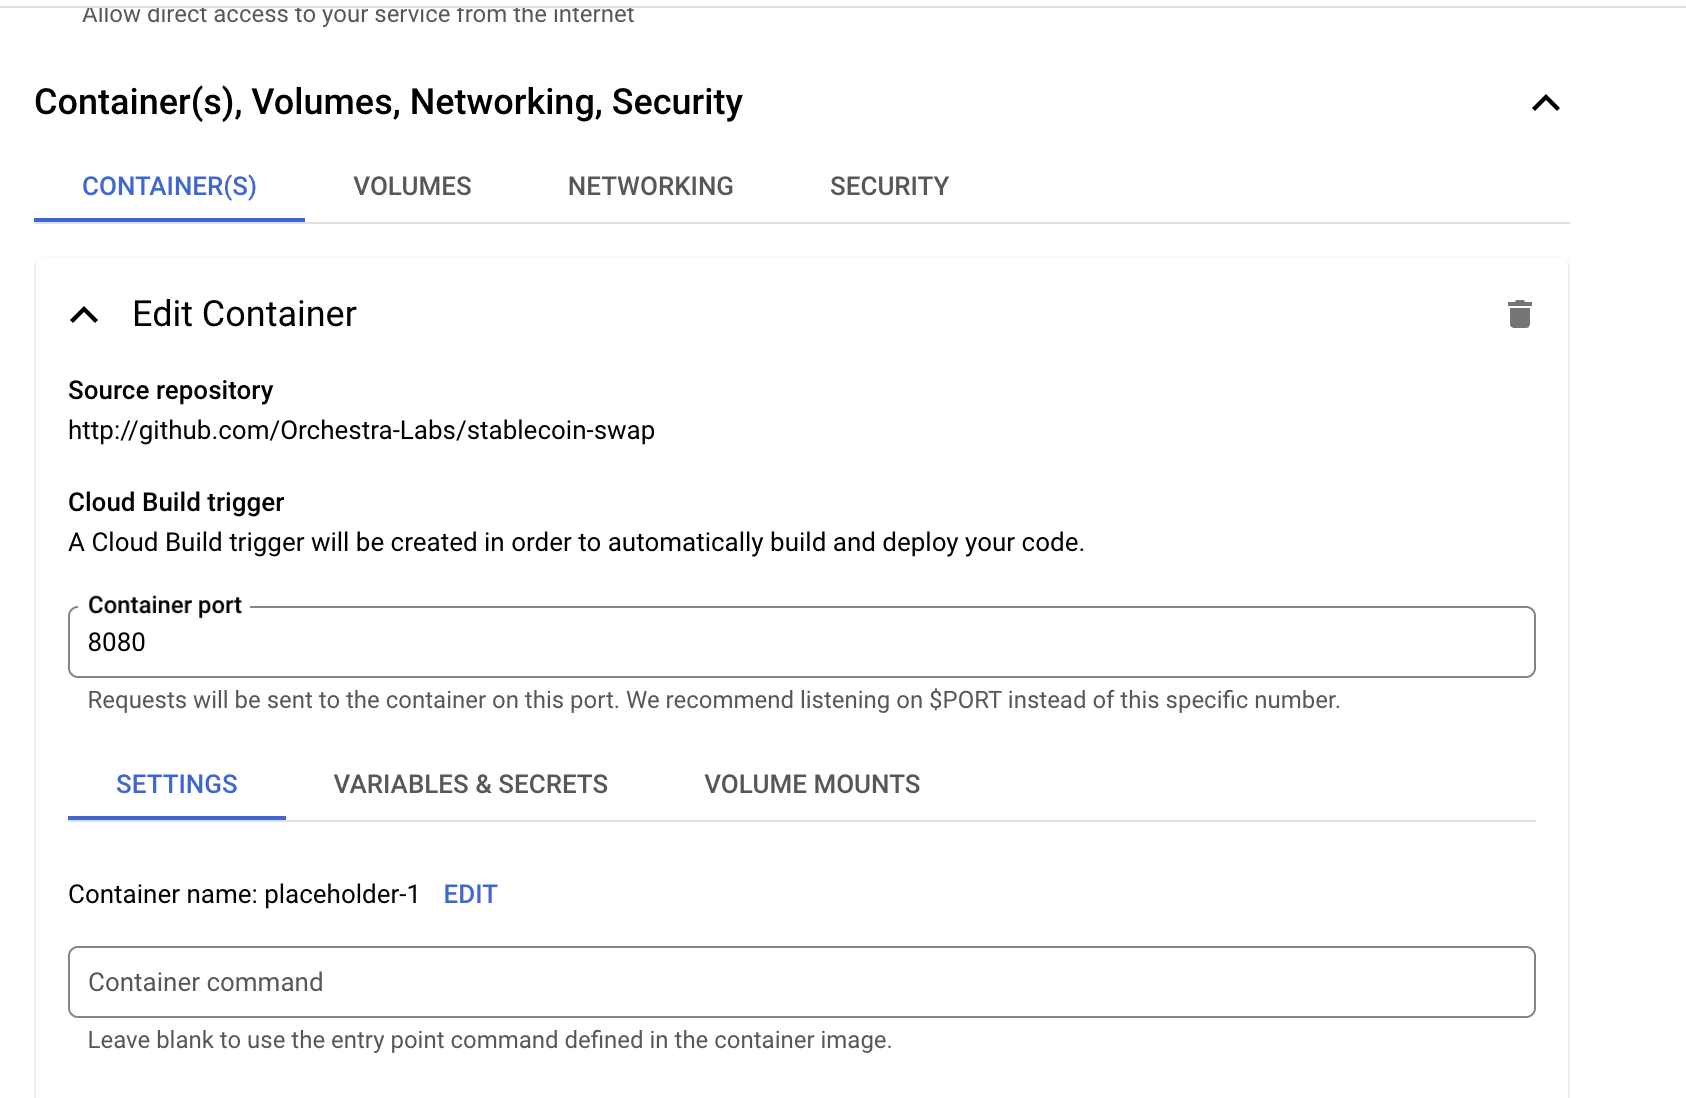 Allow direct access to your service from the internet
Container(s), Volumes, Networking, Security
CONTAINER(S) VOLUMES NETWORKING SECURITY
Edit Container
Source repository
http://github.com/Orchestra-Labs/stablecoin-swap
Cloud Build trigger
A Cloud Build trigger will be created in order to automatically build and deploy your code.
Container port
8080
Requests will be sent to the container on this port. We recommend listening on $PORT instead of this specific number.
SETTINGS VARIABLES & SECRETS VOLUME MOUNTS
Container name: placeholder-1 EDIT
Container command
Leave blank to use the entry point command defined in the container image.